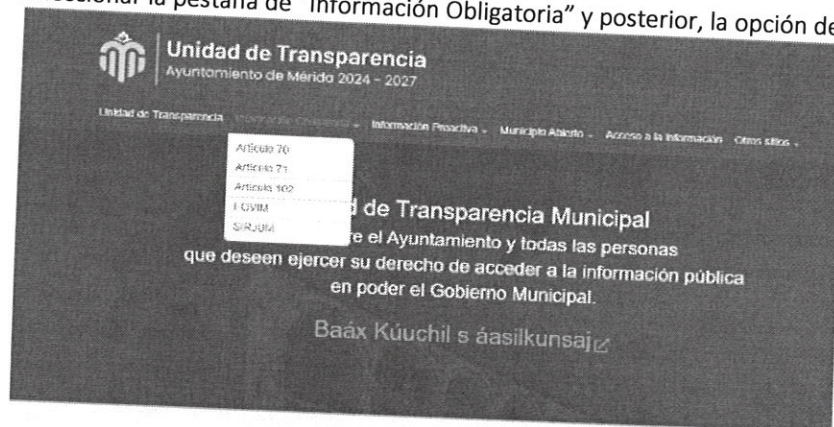 seleccionar la pestaña de "Información Obligatoria" y posterior, la opción de
Unidad de Transparencia
Ayuntamiento de Mérida 2024 - 2027
Unidad de Transparencia Información Obligatoria Información Proactiva Municipio Abierto Acceso a la Información Otros sitios
Artículo 70
Artículo 71
Artículo 102
SIRJUM
d de Transparencia Municipal
re el Ayuntamiento y todas las personas
que deseen ejercer su derecho de acceder a la información pública
en poder el Gobierno Municipal.
Baáx Kúuchil s áasilkunsaj